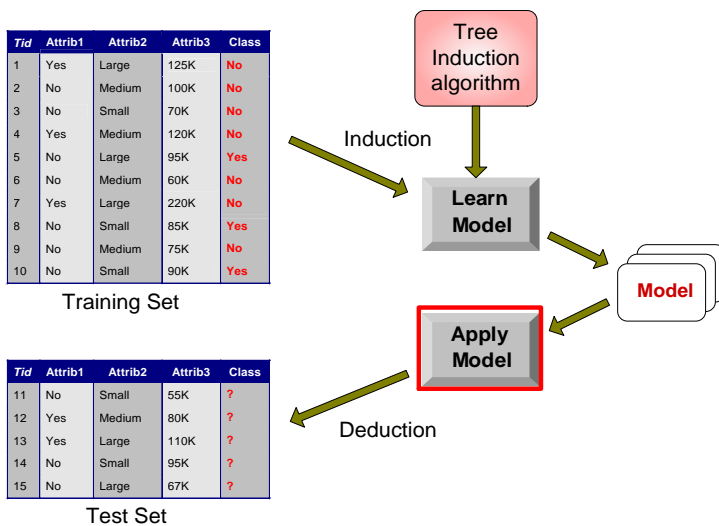 Tid Attrib1 Attrib2 Attrib3 Class
1 Yes Large 125K No
2 No Medium 100K No
3 No Small 70K No
4 Yes Medium 120K No
5 No Large 95K Yes
6 No Medium 60K No
7 Yes Large 220K No
8 No Small 85K Yes
9 No Medium 75K No
10 No Small 90K Yes
Training Set
Tree
Induction
algorithm
Induction
Learn
Model
Model
Apply
Model
Deduction
Tid Attrib1 Attrib2 Attrib3 Class
11 No Small 55K ?
12 Yes Medium 80K ?
13 Yes Large 110K ?
14 No Small 95K ?
15 No Large 67K ?
Test Set